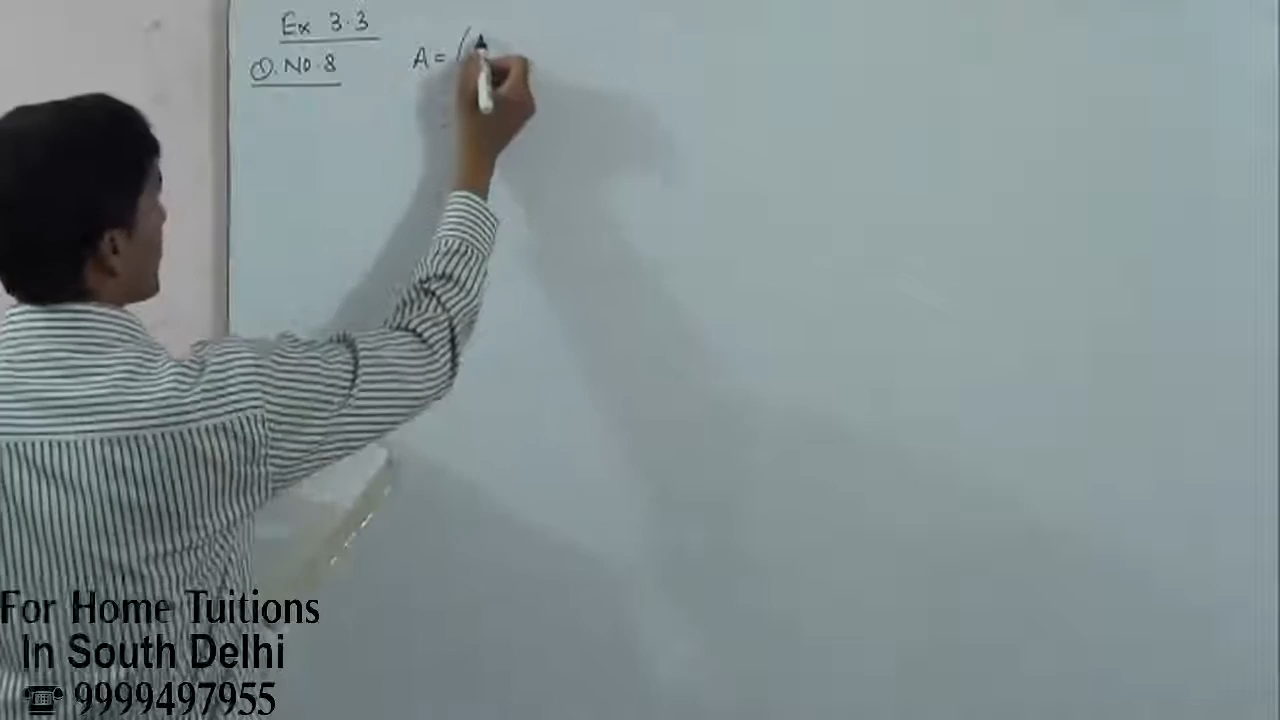 Ex 3.3
Q. No. 8 A = (
For Home Tuitions
In South Delhi
☎ 9999497955